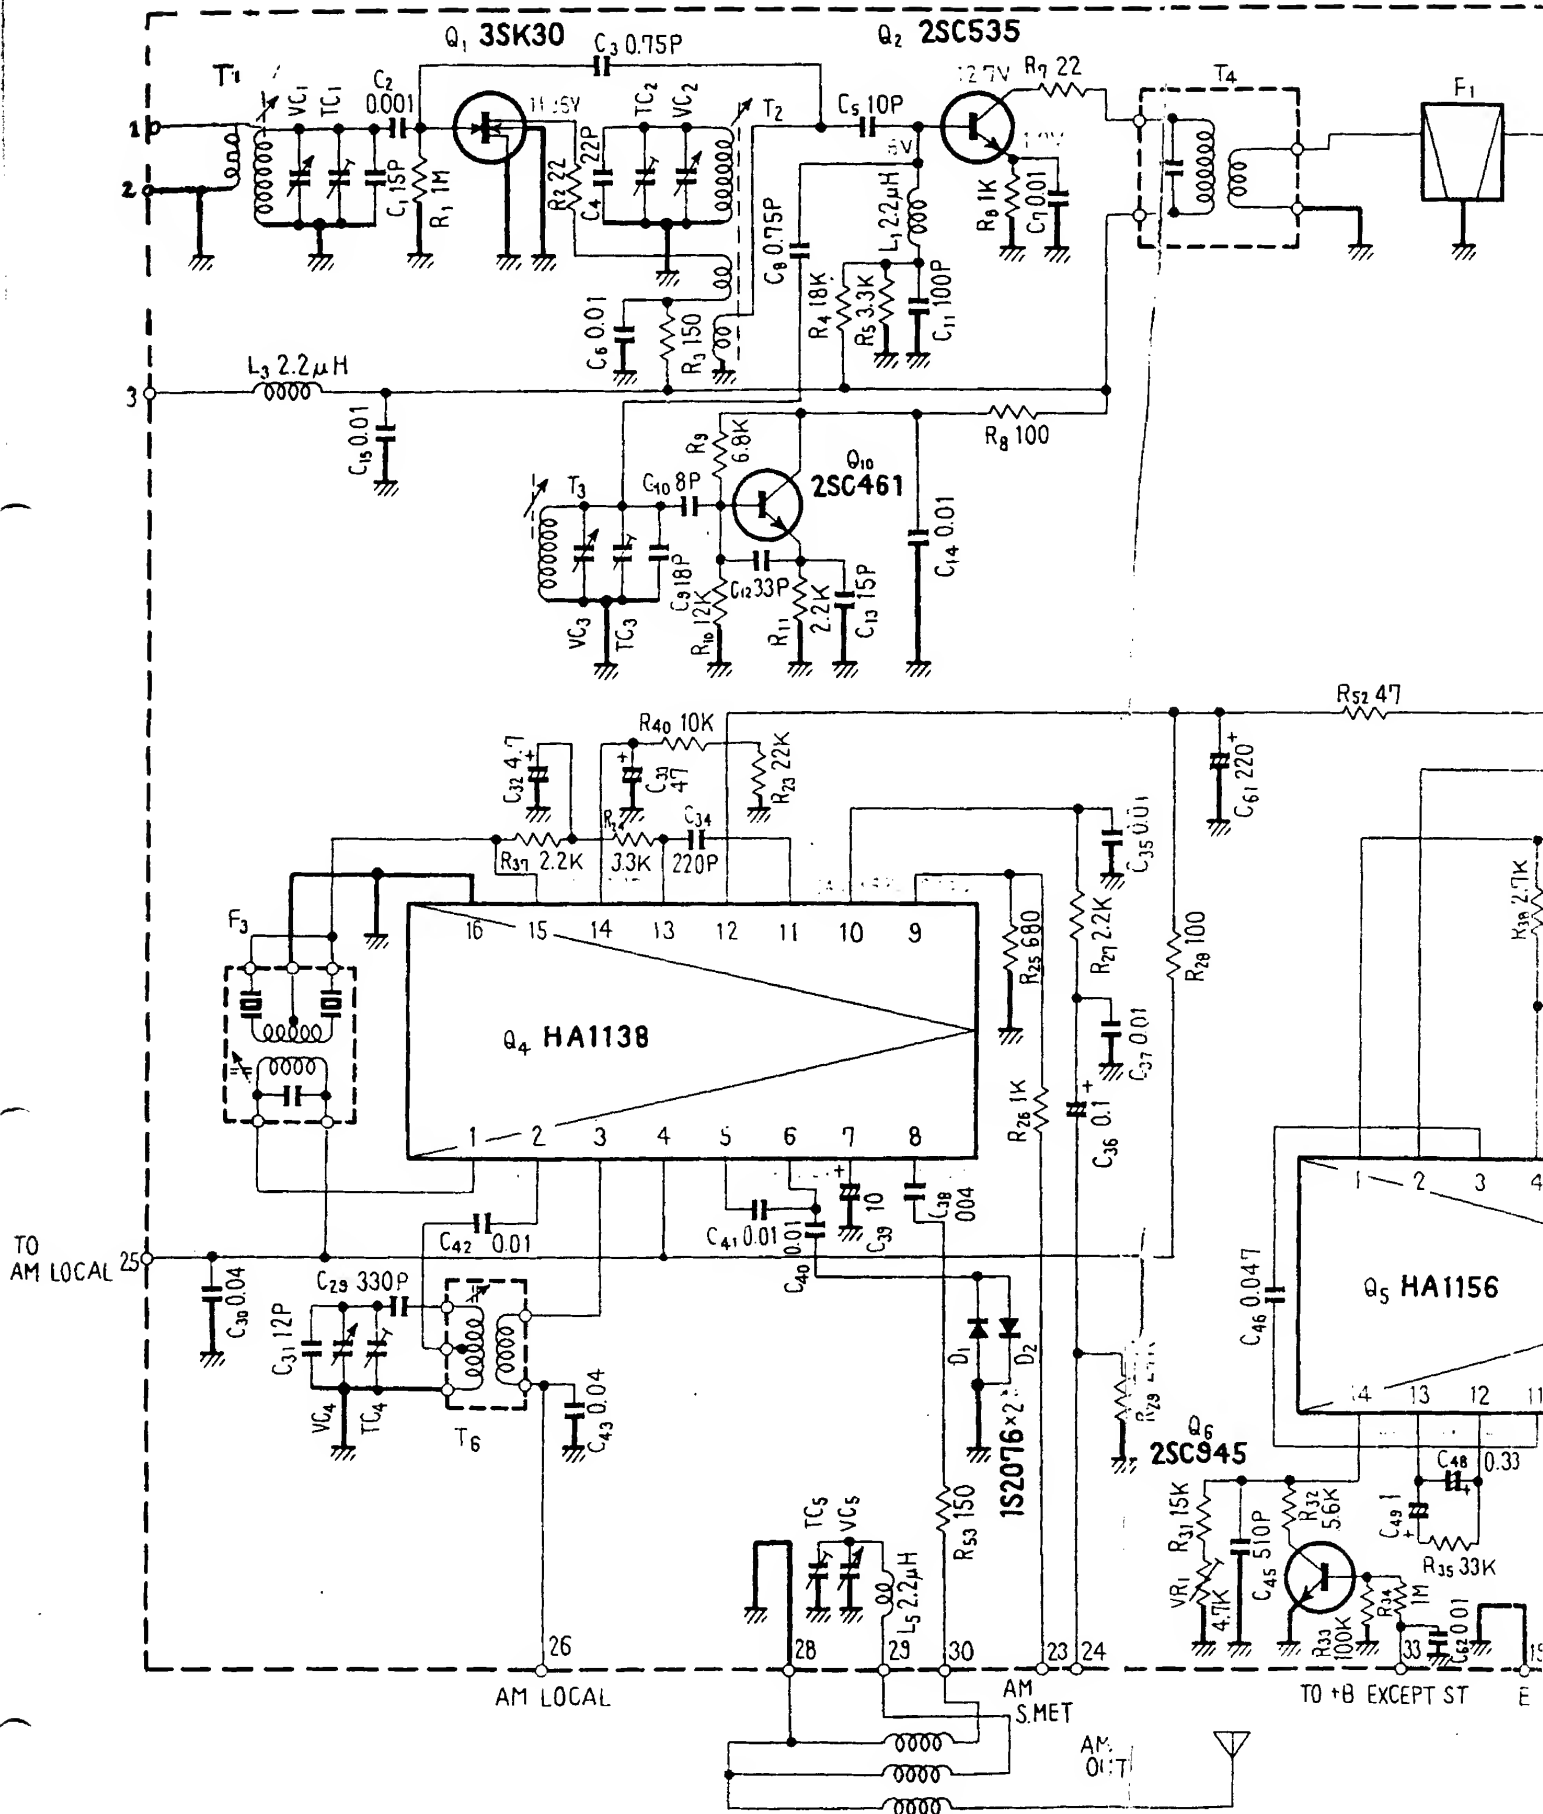 Q₁ 3SK30
C₃ 0.75P
Q₂ 2SC535
R₇ 22
T₄
F₁
VC₁
TC₁
C₂
0.001
TC₂
VC₂
T₂
C₅ 10P
1
2
C₁ 15P
R₁ 1M
R₂ 22
C₄ 22P
C₈ 0.75P
L₁ 2.2μH
R₆ 1K
C₇ 0.01
C₆ 0.01
R₃ 150
R₄ 18K
R₅ 3.3K
C₁₁ 100P
L₃ 2.2μH
3
C₁₅ 0.01
R₉
6.8K
R₈ 100
T₃
C₁₀ 8P
Q₁₀
2SC461
C₁₄ 0.01
C₉ 18P
C₁₂ 33P
R₁₀ 12K
R₁₁
2.2K
C₁₃ 15P
VC₃
TC₃
R₅₂ 47
R₄₀ 10K
C₃₂ 4.7
+
+
C₃₃
47
R₂₃ 22K
C₆₁ 220
+
R₂₄
C₃₄
C₃₅ 0.01
R₃₇ 2.2K
3.3K
220P
R₃₈ 2.7K
F₃
16 15 14 13 12 11 10 9
R₂₅ 680
R₂₇ 2.2K
R₂₈ 100
Q₄ HA1138
C₃₇ 0.01
R₂₆ 1K
+
C₃₆ 0.1
1 2 3 4 5 6 7 8
1 2 3 4
+
10
C₃₉
C₃₈
004
C₄₂ 0.01
C₄₁ 0.01
0.01
C₄₀
TO
AM LOCAL 25
C₃₀ 0.04
C₂₉ 330P
C₃₁ 12P
C₄₆ 0.047
Q₅ HA1156
D₁
D₂
VC₄
TC₄
T₆
C₄₃ 0.04
1S2076×2
R₂₉
14 13 12 11
Q₆
2SC945
C₄₈ 0.33
+
TC₅
VC₅
R₅₃ 150
R₃₁ 15K
C₄₅ 510P
R₃₂
5.6K
C₄₉ 1
+
R₃₅ 33K
L₅ 2.2μH
VR₁
4.7K
R₃₃
100K
R₃₄
1M
C₆₂ 0.01
26 28 29 30 23 24 33
AM LOCAL
AM
S.MET
TO +B EXCEPT ST
E
AM
OUT